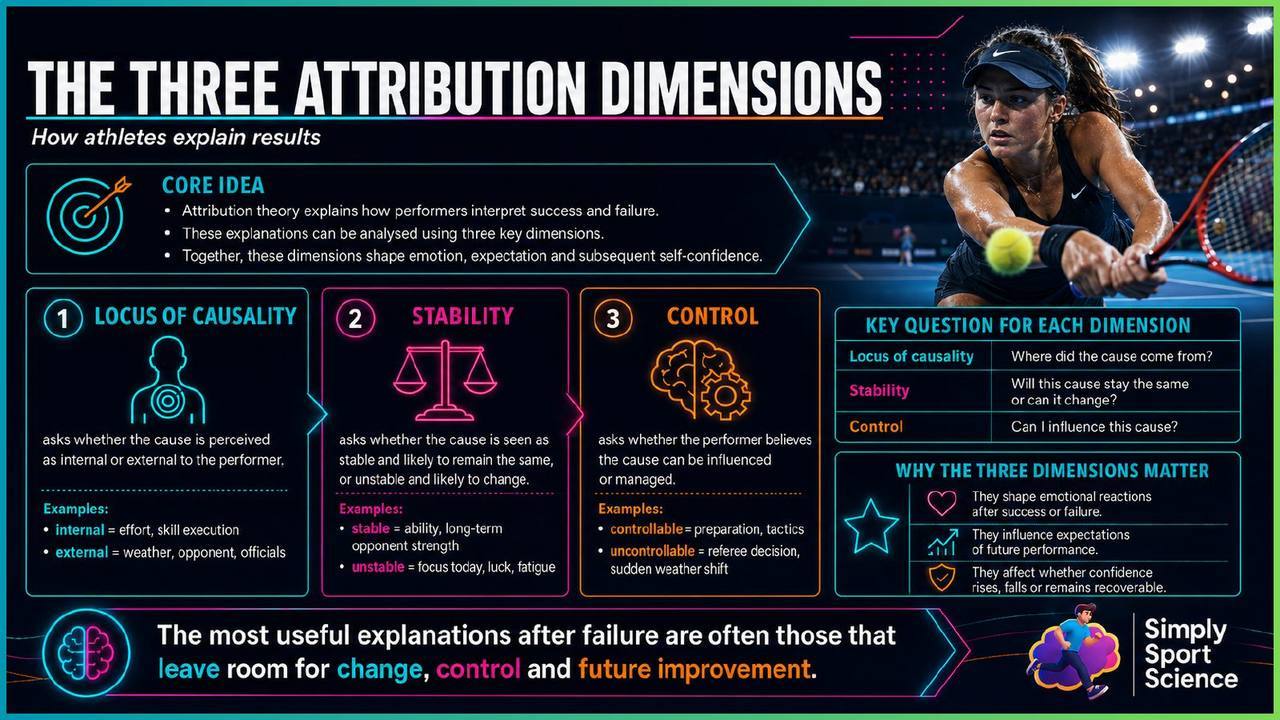 THE THREE ATTRIBUTION DIMENSIONS
How athletes explain results
CORE IDEA
• Attribution theory explains how performers interpret success and failure.
• These explanations can be analysed using three key dimensions.
• Together, these dimensions shape emotion, expectation and subsequent self-confidence.
1 LOCUS OF CAUSALITY
asks whether the cause is perceived
as internal or external to the performer.
Examples:
• internal = effort, skill execution
• external = weather, opponent, officials
2 STABILITY
asks whether the cause is seen as
stable and likely to remain the same,
or unstable and likely to change.
Examples:
• stable = ability, long-term
opponent strength
• unstable = focus today, luck, fatigue
3 CONTROL
asks whether the performer believes
the cause can be influenced
or managed.
Examples:
• controllable = preparation, tactics
• uncontrollable = referee decision,
sudden weather shift
KEY QUESTION FOR EACH DIMENSION
Locus of causality Where did the cause come from?
Stability Will this cause stay the same
or can it change?
Control Can I influence this cause?
WHY THE THREE DIMENSIONS MATTER
They shape emotional reactions
after success or failure.
They influence expectations
of future performance.
They affect whether confidence
rises, falls or remains recoverable.
The most useful explanations after failure are often those that
leave room for change, control and future improvement.
Simply
Sport
Science